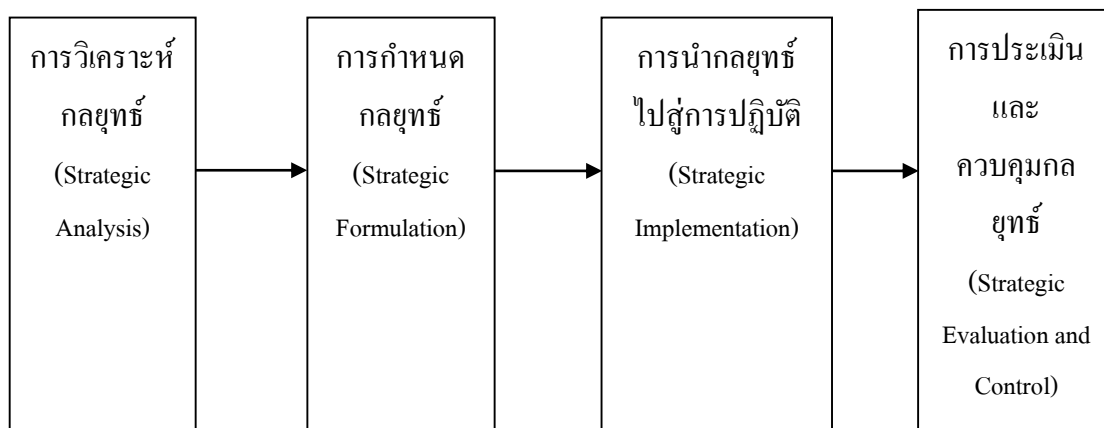 การวิเคราะห์
กลยุทธ์
(Strategic
Analysis)
การกำหนด
กลยุทธ์
(Strategic
Formulation)
การนำกลยุทธ์
ไปสู่การปฏิบัติ
(Strategic
Implementation)
การประเมิน
และ
ควบคุมกล
ยุทธ์
(Strategic
Evaluation and
Control)